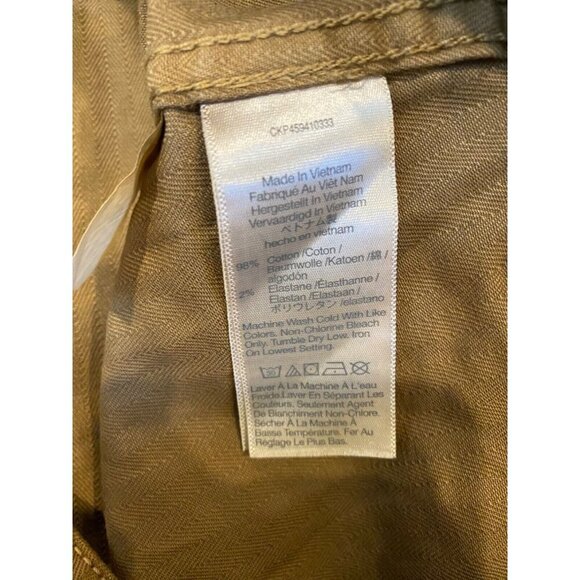 CKP459410333
Made In Vietnam
Fabriqué Au Việt Nam
Hergestellt In Vietnam
Vervaardigd In Vietnam
ベトナム製
hecho en vietnam
98% Cotton /Coton /
Baumwolle /Katoen /綿 /
algodón
2% Elastane /Élasthanne /
Elastan /Elastaan /
ポリウレタン /elastano
Machine Wash Cold With Like
Colors. Non-Chlorine Bleach
Only. Tumble Dry Low. Iron
On Lowest Setting.
Laver À La Machine À L'eau
Froide.Laver En Séparant Les
Couleurs. Seulement Agent
De Blanchiment Non-Chlore.
Sécher À La Machine À
Basse Température. Fer Au
Réglage Le Plus Bas.